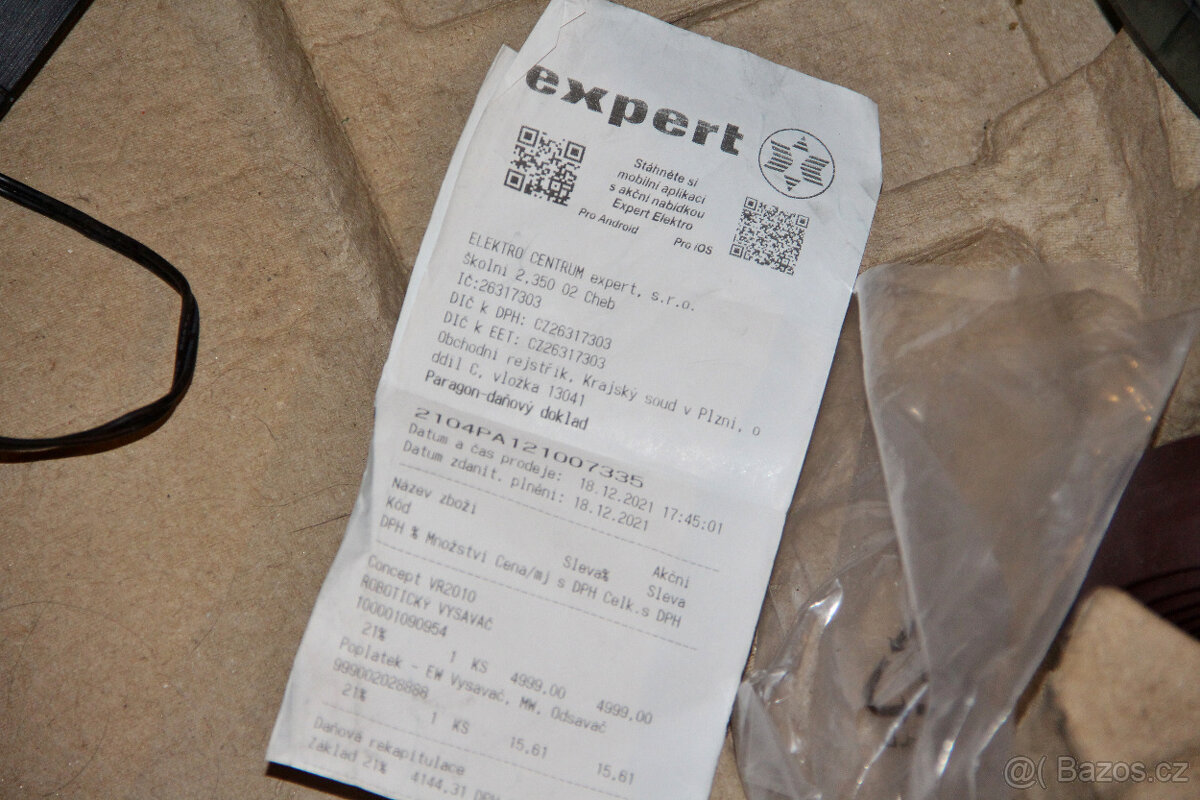 expert
Stáhněte si
mobilní aplikaci
s akční nabídkou
Expert Elektro
Pro Android
Pro iOS
ELEKTRO CENTRUM expert, s.r.o.
Školní 2,350 02 Cheb
IČ:26317303
DIČ k DPH: CZ26317303
DIČ k EET: CZ26317303
Obchodní rejstřík, Krajský soud v Plzni, o
ddíl C, vložka 13041
Paragon-daňový doklad
2104PA121007335
Datum a čas prodeje: 18.12.2021 17:45:01
Datum zdanit. plnění: 18.12.2021
Název zboží
Kód Sleva% Akční
Sleva
DPH % Množství Cena/mj s DPH Celk.s DPH
Concept VR2010
ROBOTICKÝ VYSAVAČ
100001090954
21% 1 KS 4999.00 4999.00
Poplatek - EW Vysavač, MW, Odsavač
999002028888
21% 1 KS 15.61 15.61
Daňová rekapitulace
Základ 21% 4144.31 DPH
@( Bazos.cz